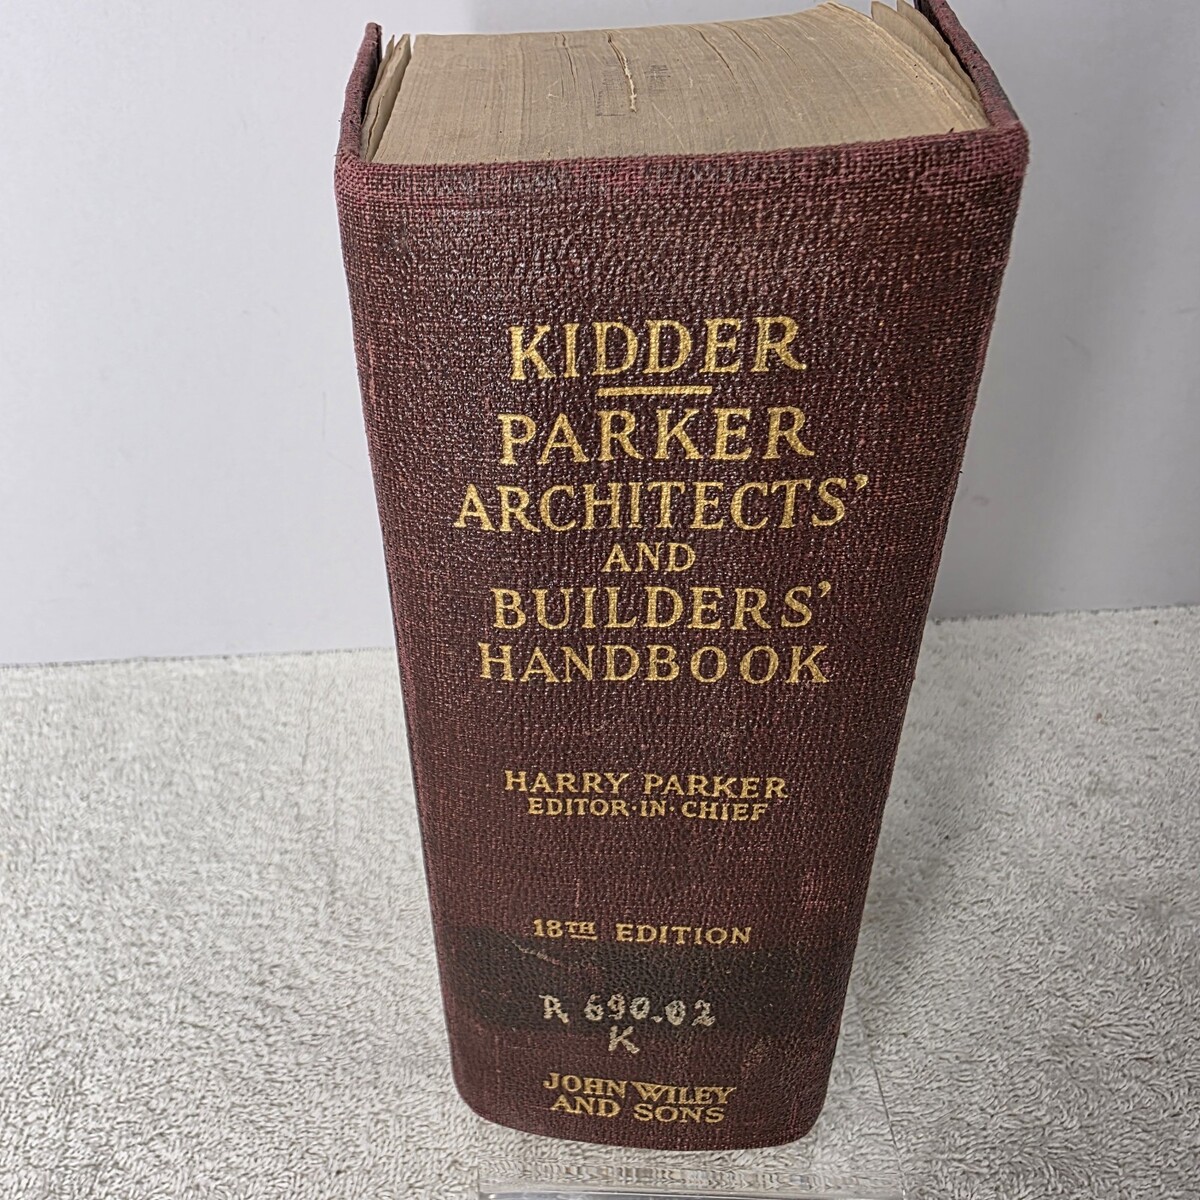 KIDDER
PARKER
ARCHITECTS'
AND
BUILDERS'
HANDBOOK
HARRY PARKER
EDITOR·IN·CHIEF
18TH EDITION
R 690.02
K
JOHN WILEY
AND SONS